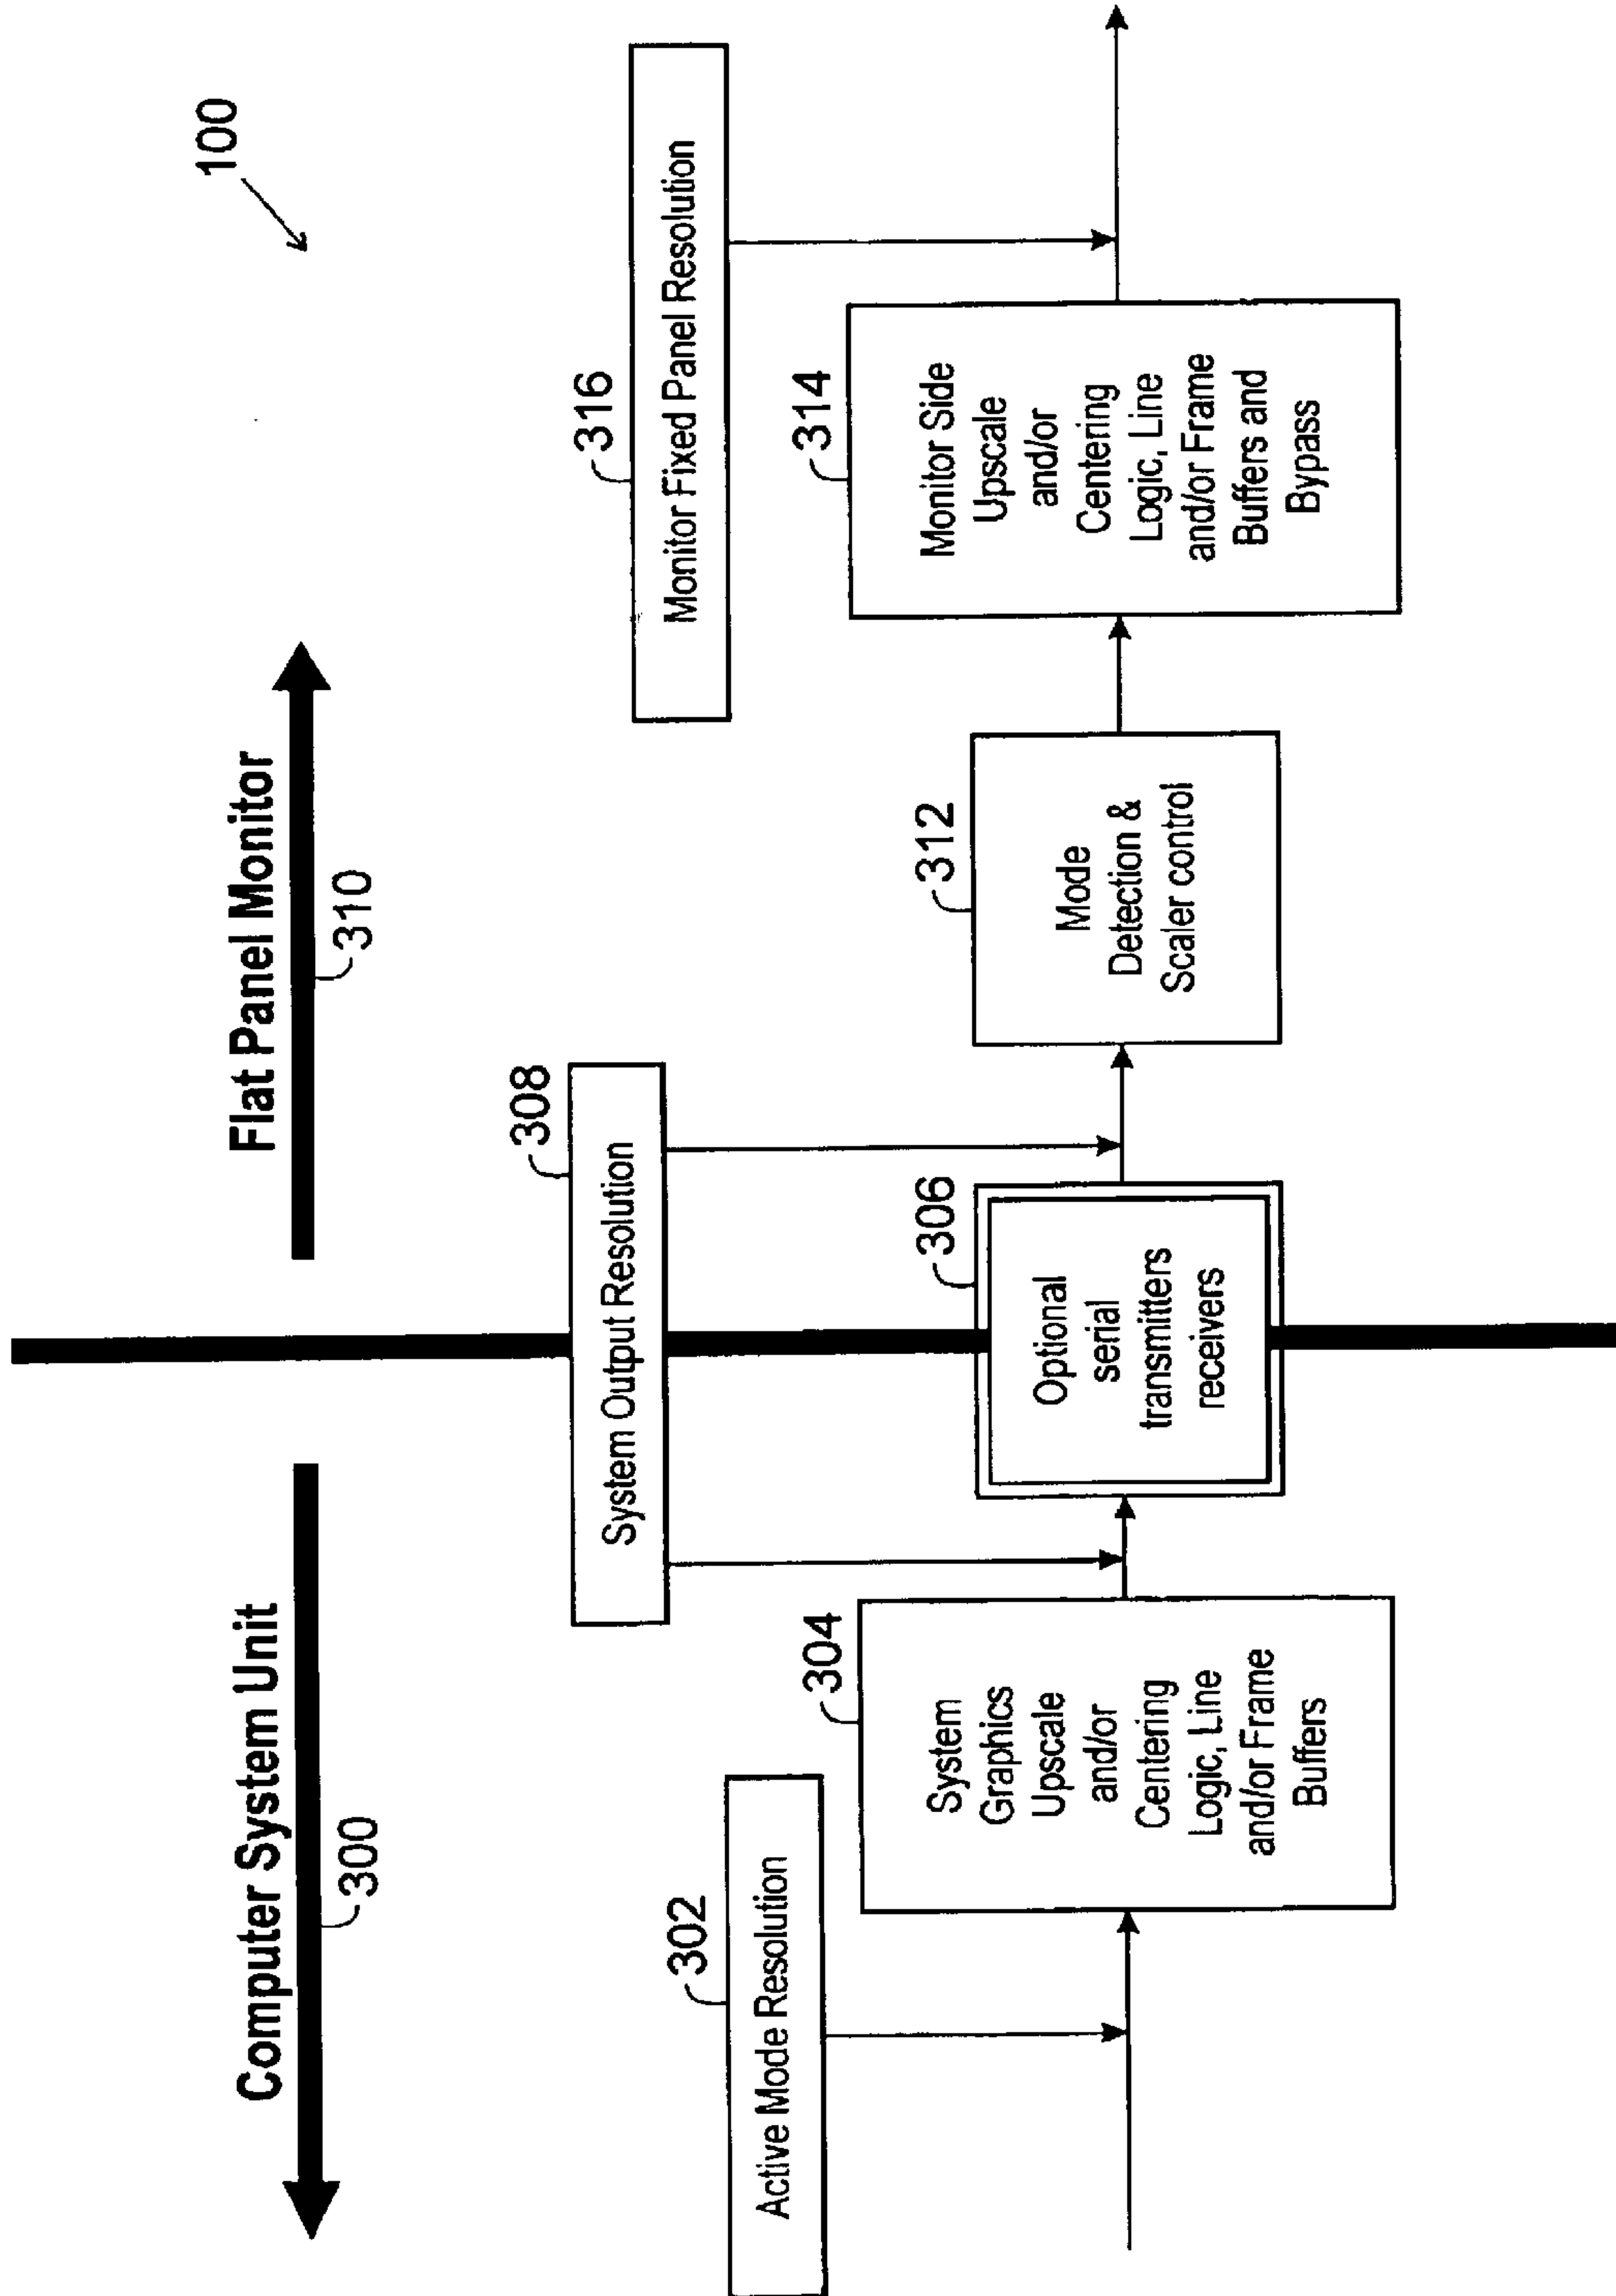 100
Computer System Unit
300
Flat Panel Monitor
310
302
Active Mode Resolution
308
System Output Resolution
316
Monitor Fixed Panel Resolution
304
System
Graphics
Upscale
and/or
Centering
Logic, Line
and/or Frame
Buffers
306
Optional
serial
transmitters
receivers
312
Mode
Detection &
Scaler control
314
Monitor Side
Upscale
and/or
Centering
Logic, Line
and/or Frame
Buffers and
Bypass